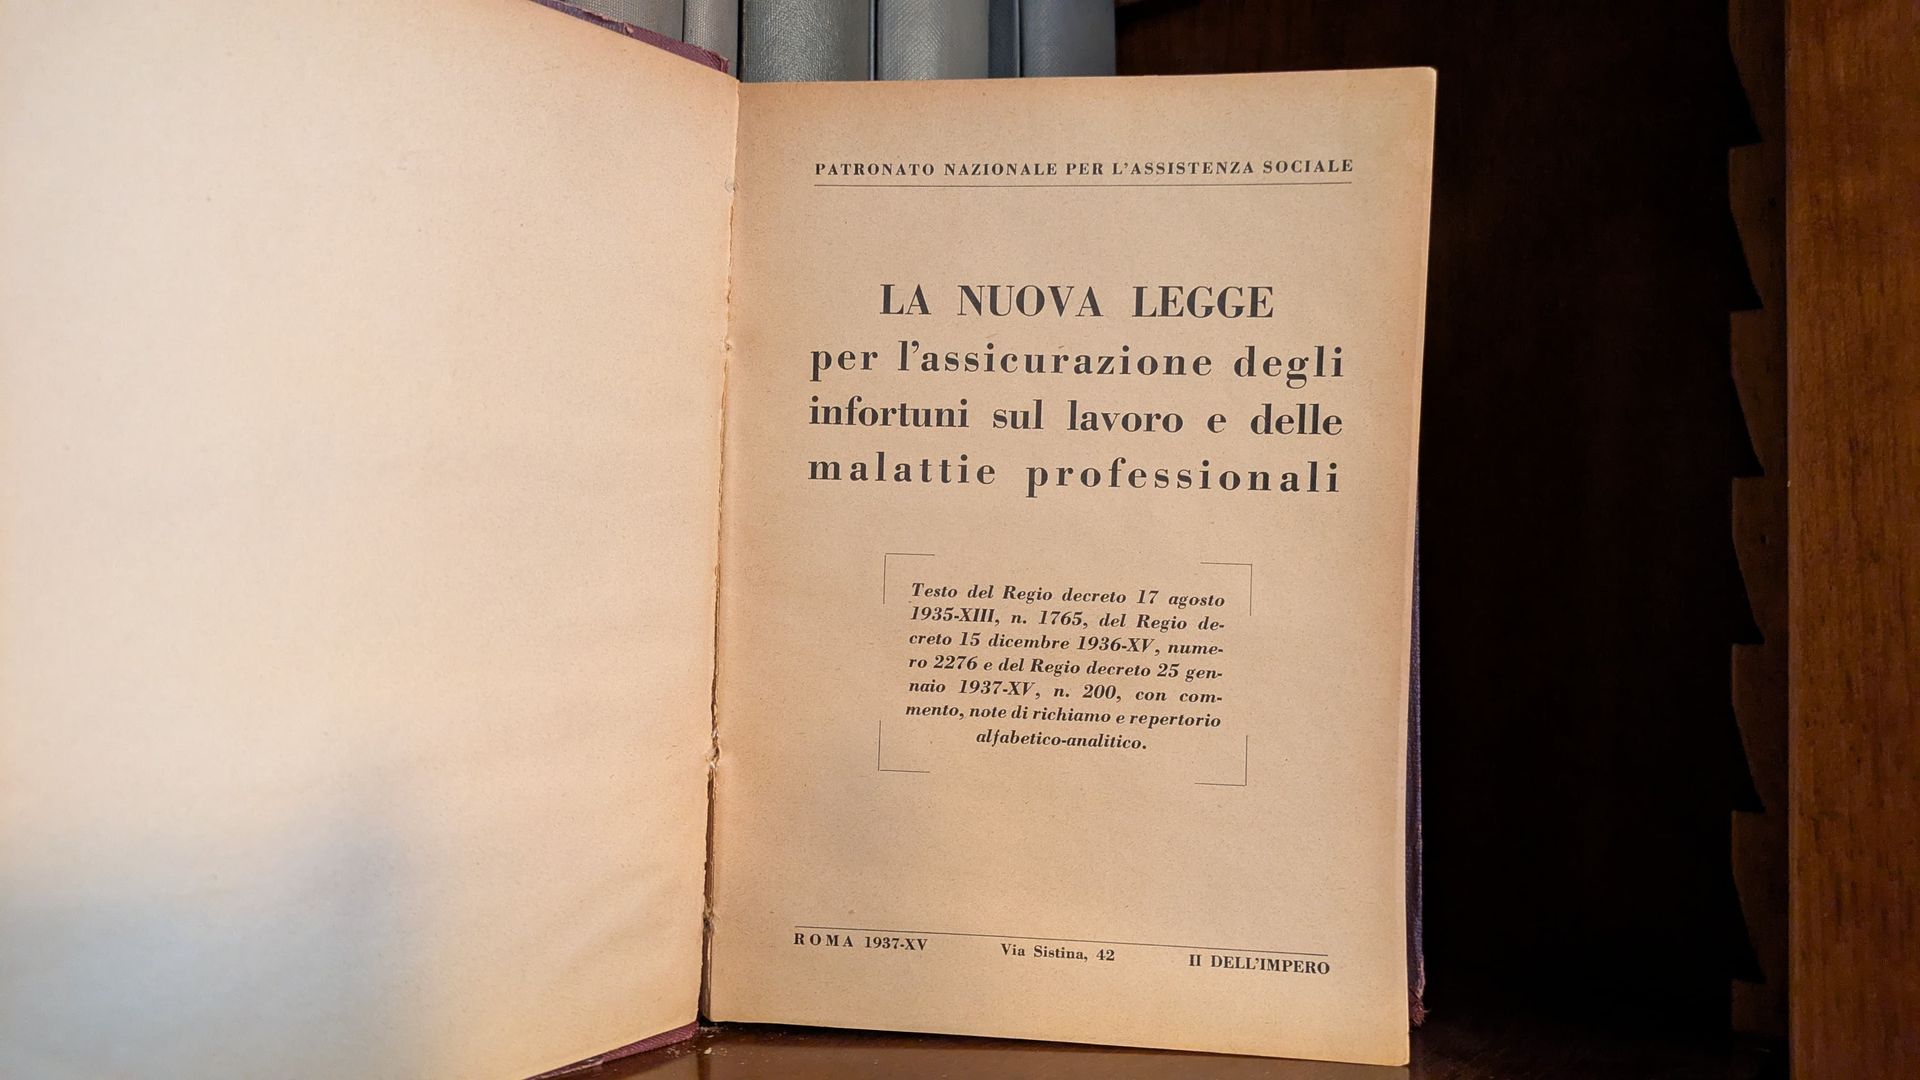 PATRONATO NAZIONALE PER L'ASSISTENZA SOCIALE
LA NUOVA LEGGE
per l'assicurazione degli
infortuni sul lavoro e delle
malattie professionali
Testo del Regio decreto 17 agosto
1935-XIII, n. 1765, del Regio de-
creto 15 dicembre 1936-XV, nume-
ro 2276 e del Regio decreto 25 gen-
naio 1937-XV, n. 200, con com-
mento, note di richiamo e repertorio
alfabetico-analitico.
ROMA 1937-XV Via Sistina, 42 II DELL'IMPERO